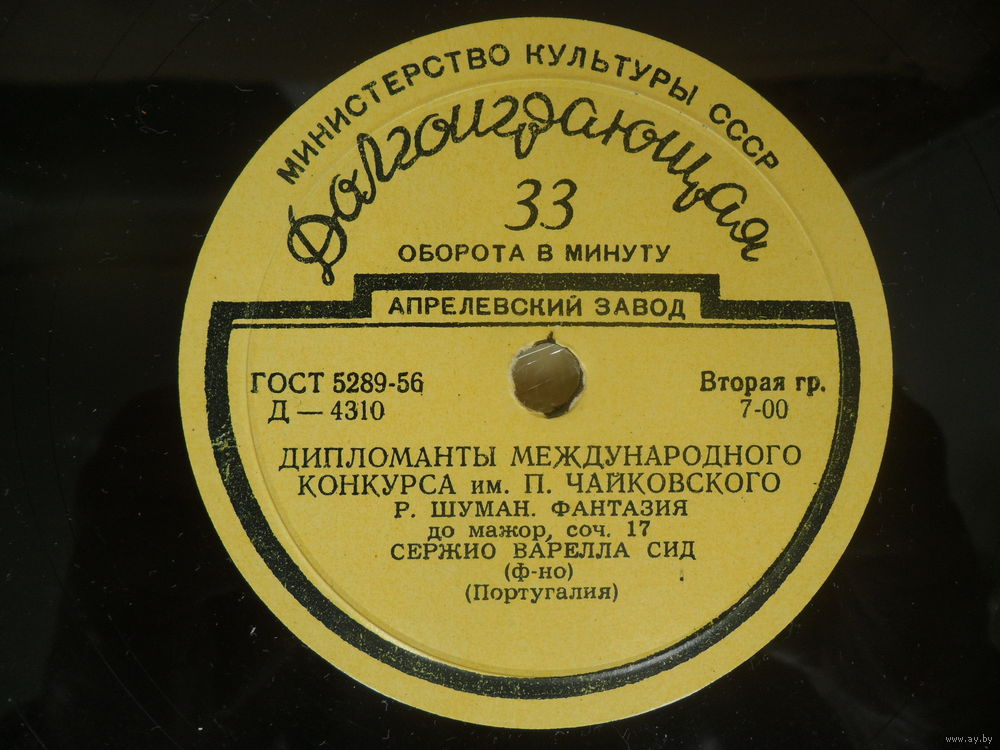 МИНИСТЕРСТВО КУЛЬТУРЫ СССР
Долгоиграющая
33
ОБОРОТА В МИНУТУ
АПРЕЛЕВСКИЙ ЗАВОД
ГОСТ 5289-56
Д — 4310
Вторая гр.
7-00
ДИПЛОМАНТЫ МЕЖДУНАРОДНОГО
КОНКУРСА им. П. ЧАЙКОВСКОГО
Р. ШУМАН. ФАНТАЗИЯ
до мажор, соч. 17
СЕРЖИО ВАРЕЛЛА СИД
(ф-но)
(Португалия)
www.ay.by